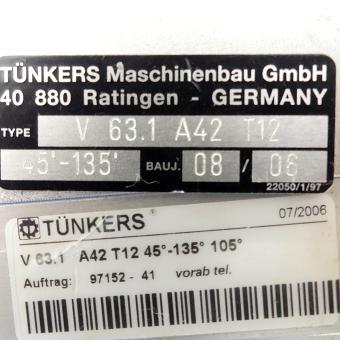 TÜNKERS Maschinenbau GmbH
40 880 Ratingen - GERMANY
TYPE V 63.1 A42 T12
45'-135' BAUJ. 08 / 06
22050/1/97
TÜNKERS 07/2006
V 63.1 A42 T12 45°-135° 105°
Auftrag: 97152 - 41 vorab tel.